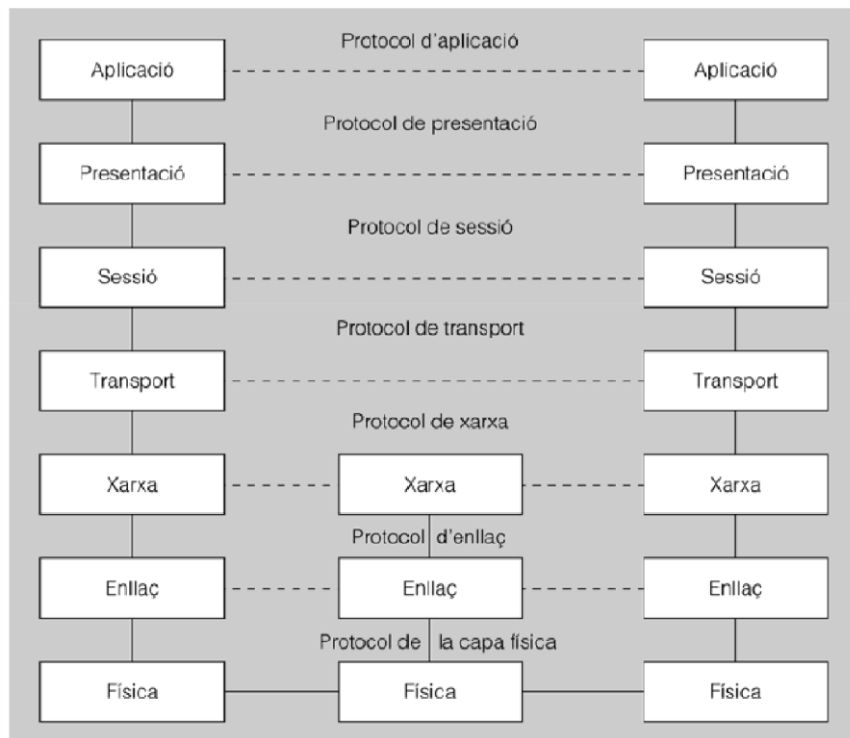 Protocol d'aplicació
Aplicació
Aplicació
Protocol de presentació
Presentació
Presentació
Protocol de sessió
Sessió
Sessió
Protocol de transport
Transport
Transport
Protocol de xarxa
Xarxa
Xarxa
Xarxa
Protocol d'enllaç
Enllaç
Enllaç
Enllaç
Protocol de la capa física
Física
Física
Física